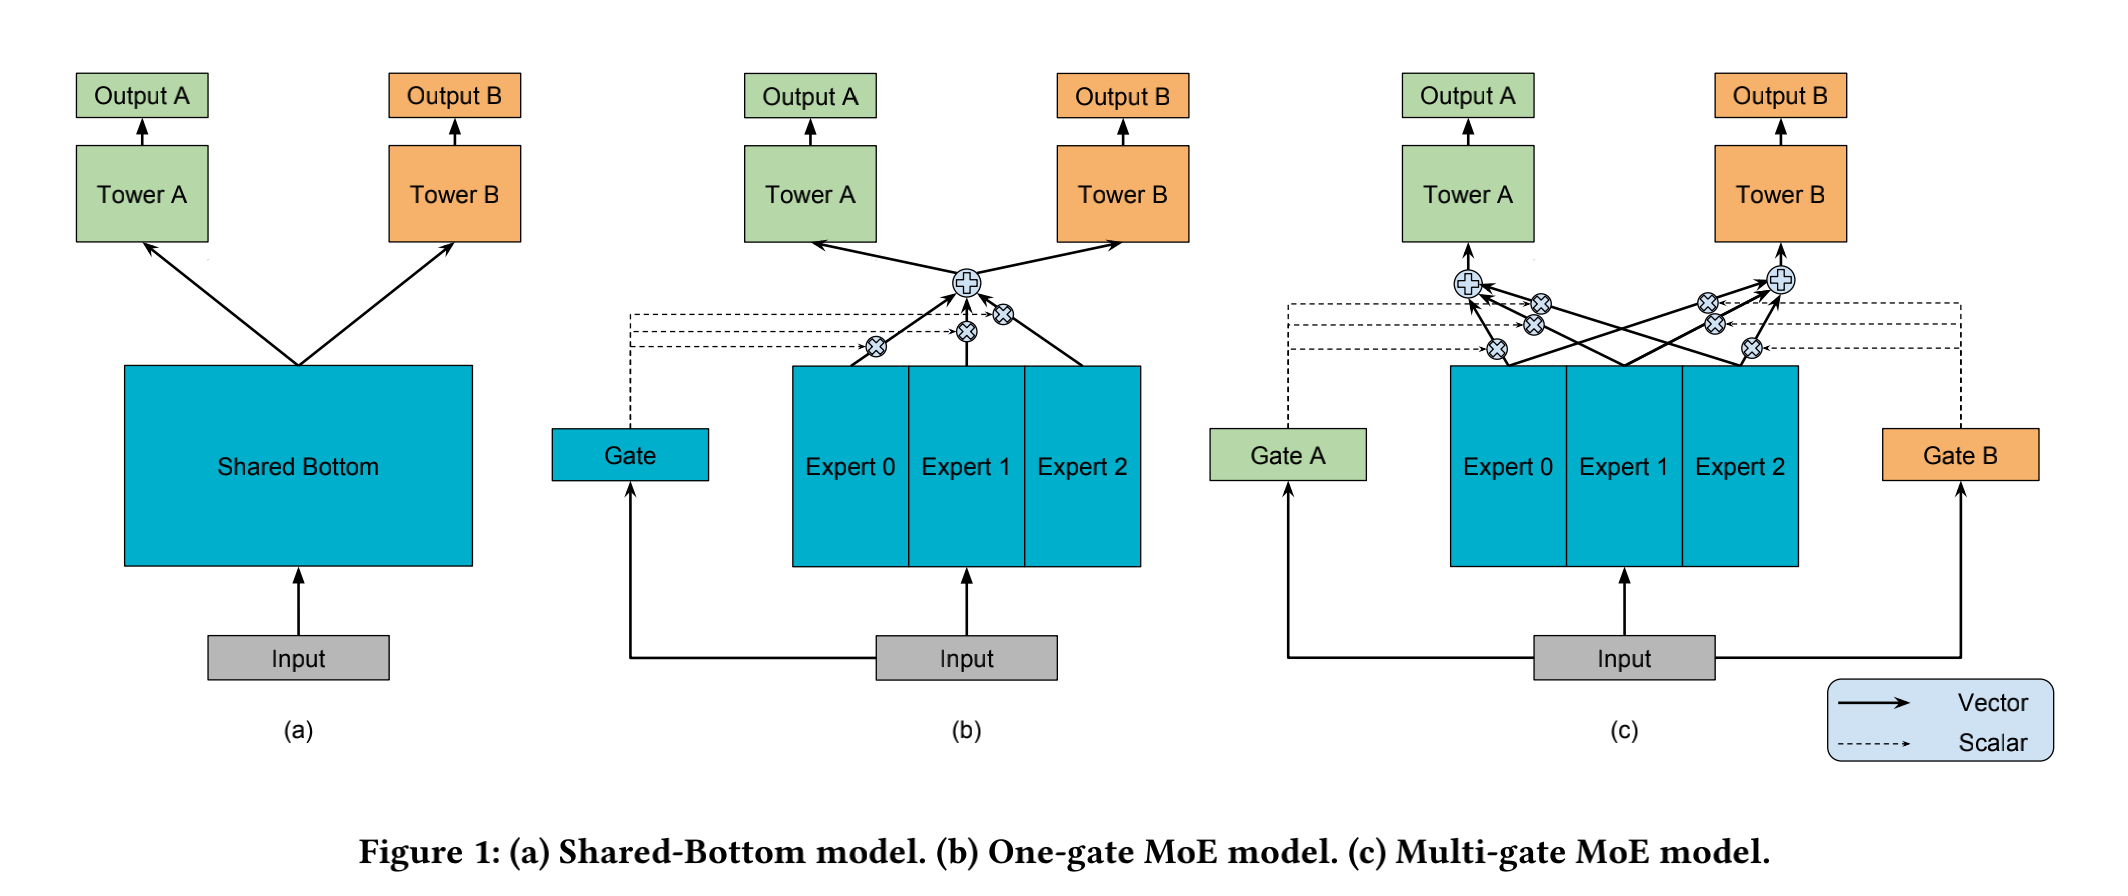 Output A
Output B
Tower A
Tower B
Shared Bottom
Input
(a)
Output A
Output B
Tower A
Tower B
Gate
Expert 0
Expert 1
Expert 2
Input
(b)
Output A
Output B
Tower A
Tower B
Gate A
Expert 0
Expert 1
Expert 2
Gate B
Input
(c)
Vector
Scalar
Figure 1: (a) Shared-Bottom model. (b) One-gate MoE model. (c) Multi-gate MoE model.